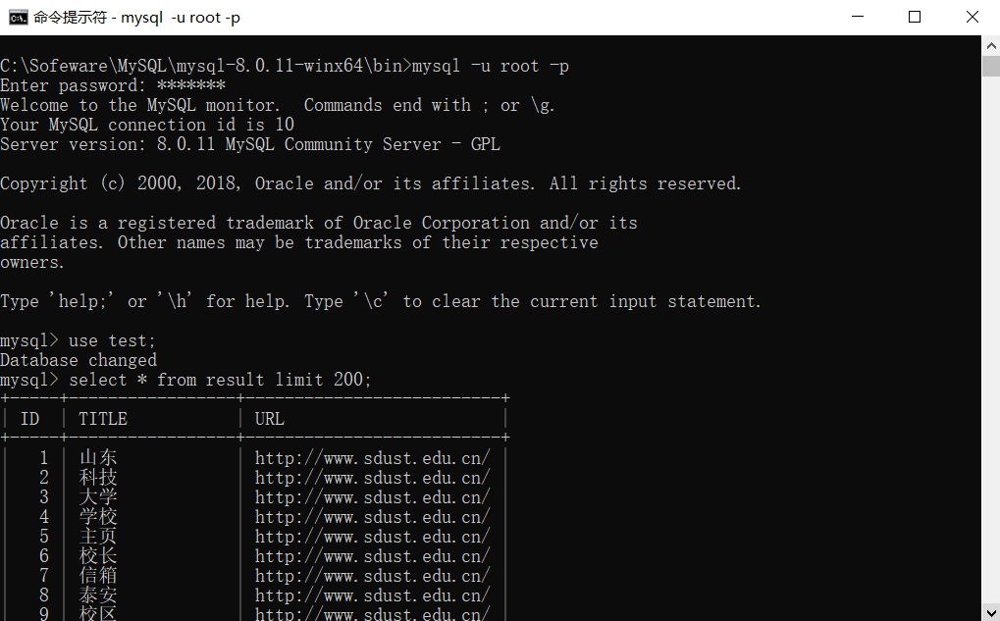 命令提示符 - mysql  -u root -p
C:\Sofeware\MySQL\mysql-8.0.11-winx64\bin>mysql -u root -p
Enter password: *******
Welcome to the MySQL monitor.  Commands end with ; or \g.
Your MySQL connection id is 10
Server version: 8.0.11 MySQL Community Server - GPL
Copyright (c) 2000, 2018, Oracle and/or its affiliates. All rights reserved.
Oracle is a registered trademark of Oracle Corporation and/or its
affiliates. Other names may be trademarks of their respective
owners.
Type 'help;' or '\h' for help. Type '\c' to clear the current input statement.
mysql> use test;
Database changed
mysql> select * from result limit 200;
ID TITLE URL
1 山东 http://www.sdust.edu.cn/
2 科技 http://www.sdust.edu.cn/
3 大学 http://www.sdust.edu.cn/
4 学校 http://www.sdust.edu.cn/
5 主页 http://www.sdust.edu.cn/
6 校长 http://www.sdust.edu.cn/
7 信箱 http://www.sdust.edu.cn/
8 泰安 http://www.sdust.edu.cn/
9 校区 http://www.sdust.edu.cn/